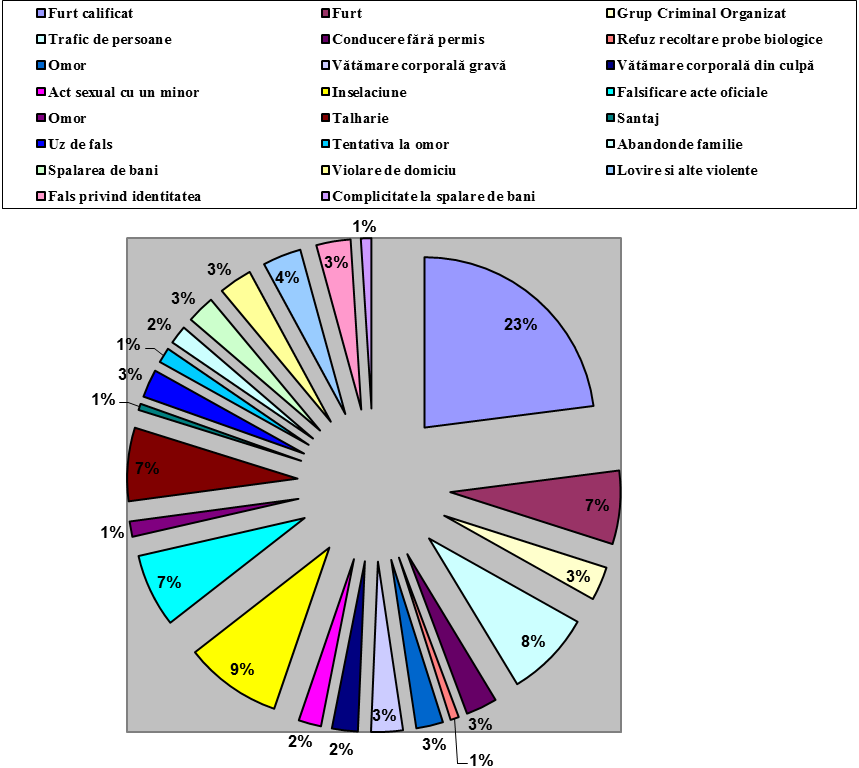 Furt calificat Furt Grup Criminal Organizat
Trafic de persoane Conducere fără permis Refuz recoltare probe biologice
Omor Vătămare corporală gravă Vătămare corporală din culpă
Act sexual cu un minor Inselaciune Falsificare acte oficiale
Omor Talharie Santaj
Uz de fals Tentativa la omor Abandonde familie
Spalarea de bani Violare de domiciu Lovire si alte violente
Fals privind identitatea Complicitate la spalare de bani
1%
3%
4%
3%
3%
2%
1%
3%
1%
7%
1%
7%
9%
2%
2%
3%
3%
1%
3%
8%
3%
7%
23%